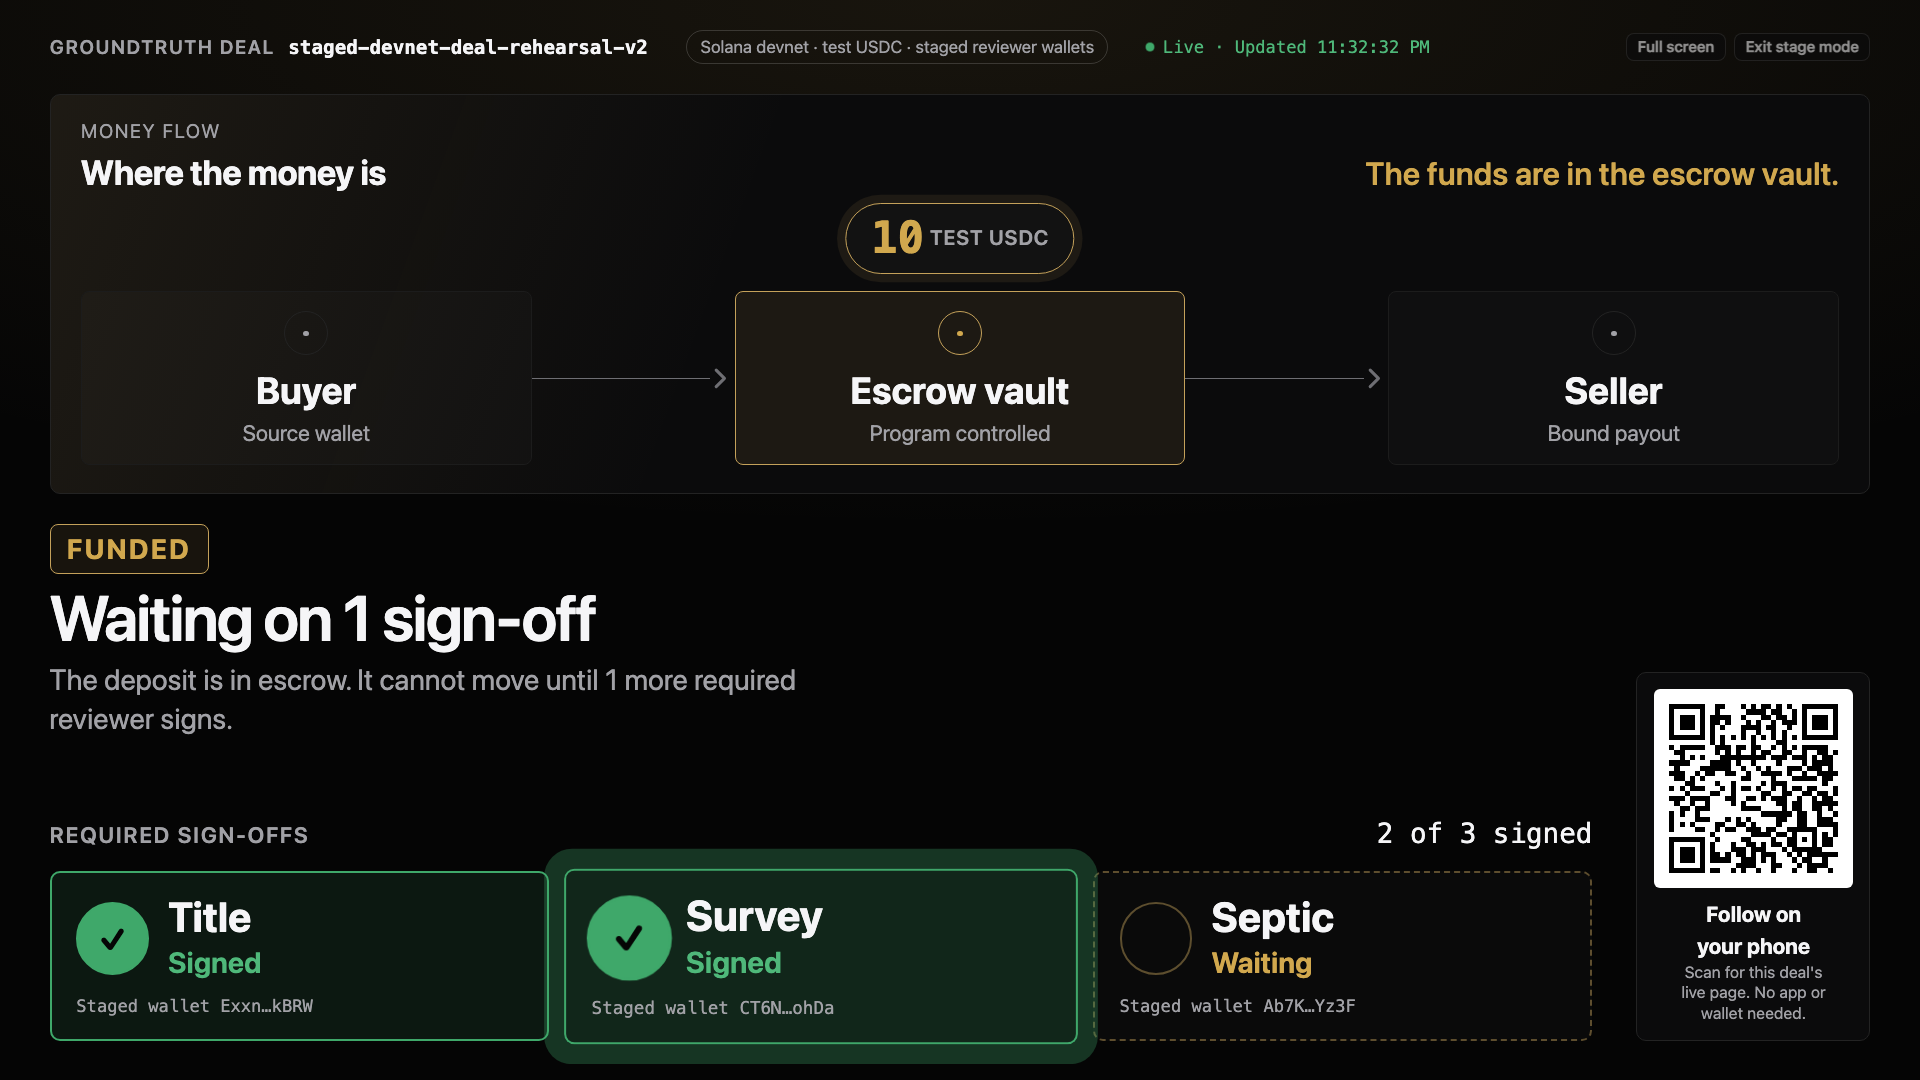 GROUNDTRUTH DEAL staged-devnet-deal-rehearsal-v2
Solana devnet · test USDC · staged reviewer wallets
Live · Updated 11:32:32 PM
Full screen
Exit stage mode
MONEY FLOW
Where the money is
The funds are in the escrow vault.
10 TEST USDC
Buyer
Source wallet
Escrow vault
Program controlled
Seller
Bound payout
FUNDED
Waiting on 1 sign-off
The deposit is in escrow. It cannot move until 1 more required
reviewer signs.
REQUIRED SIGN-OFFS
2 of 3 signed
Title
Signed
Staged wallet Exxn…kBRW
Survey
Signed
Staged wallet CT6N…ohDa
Septic
Waiting
Staged wallet Ab7K…Yz3F
Follow on
your phone
Scan for this deal's
live page. No app or
wallet needed.